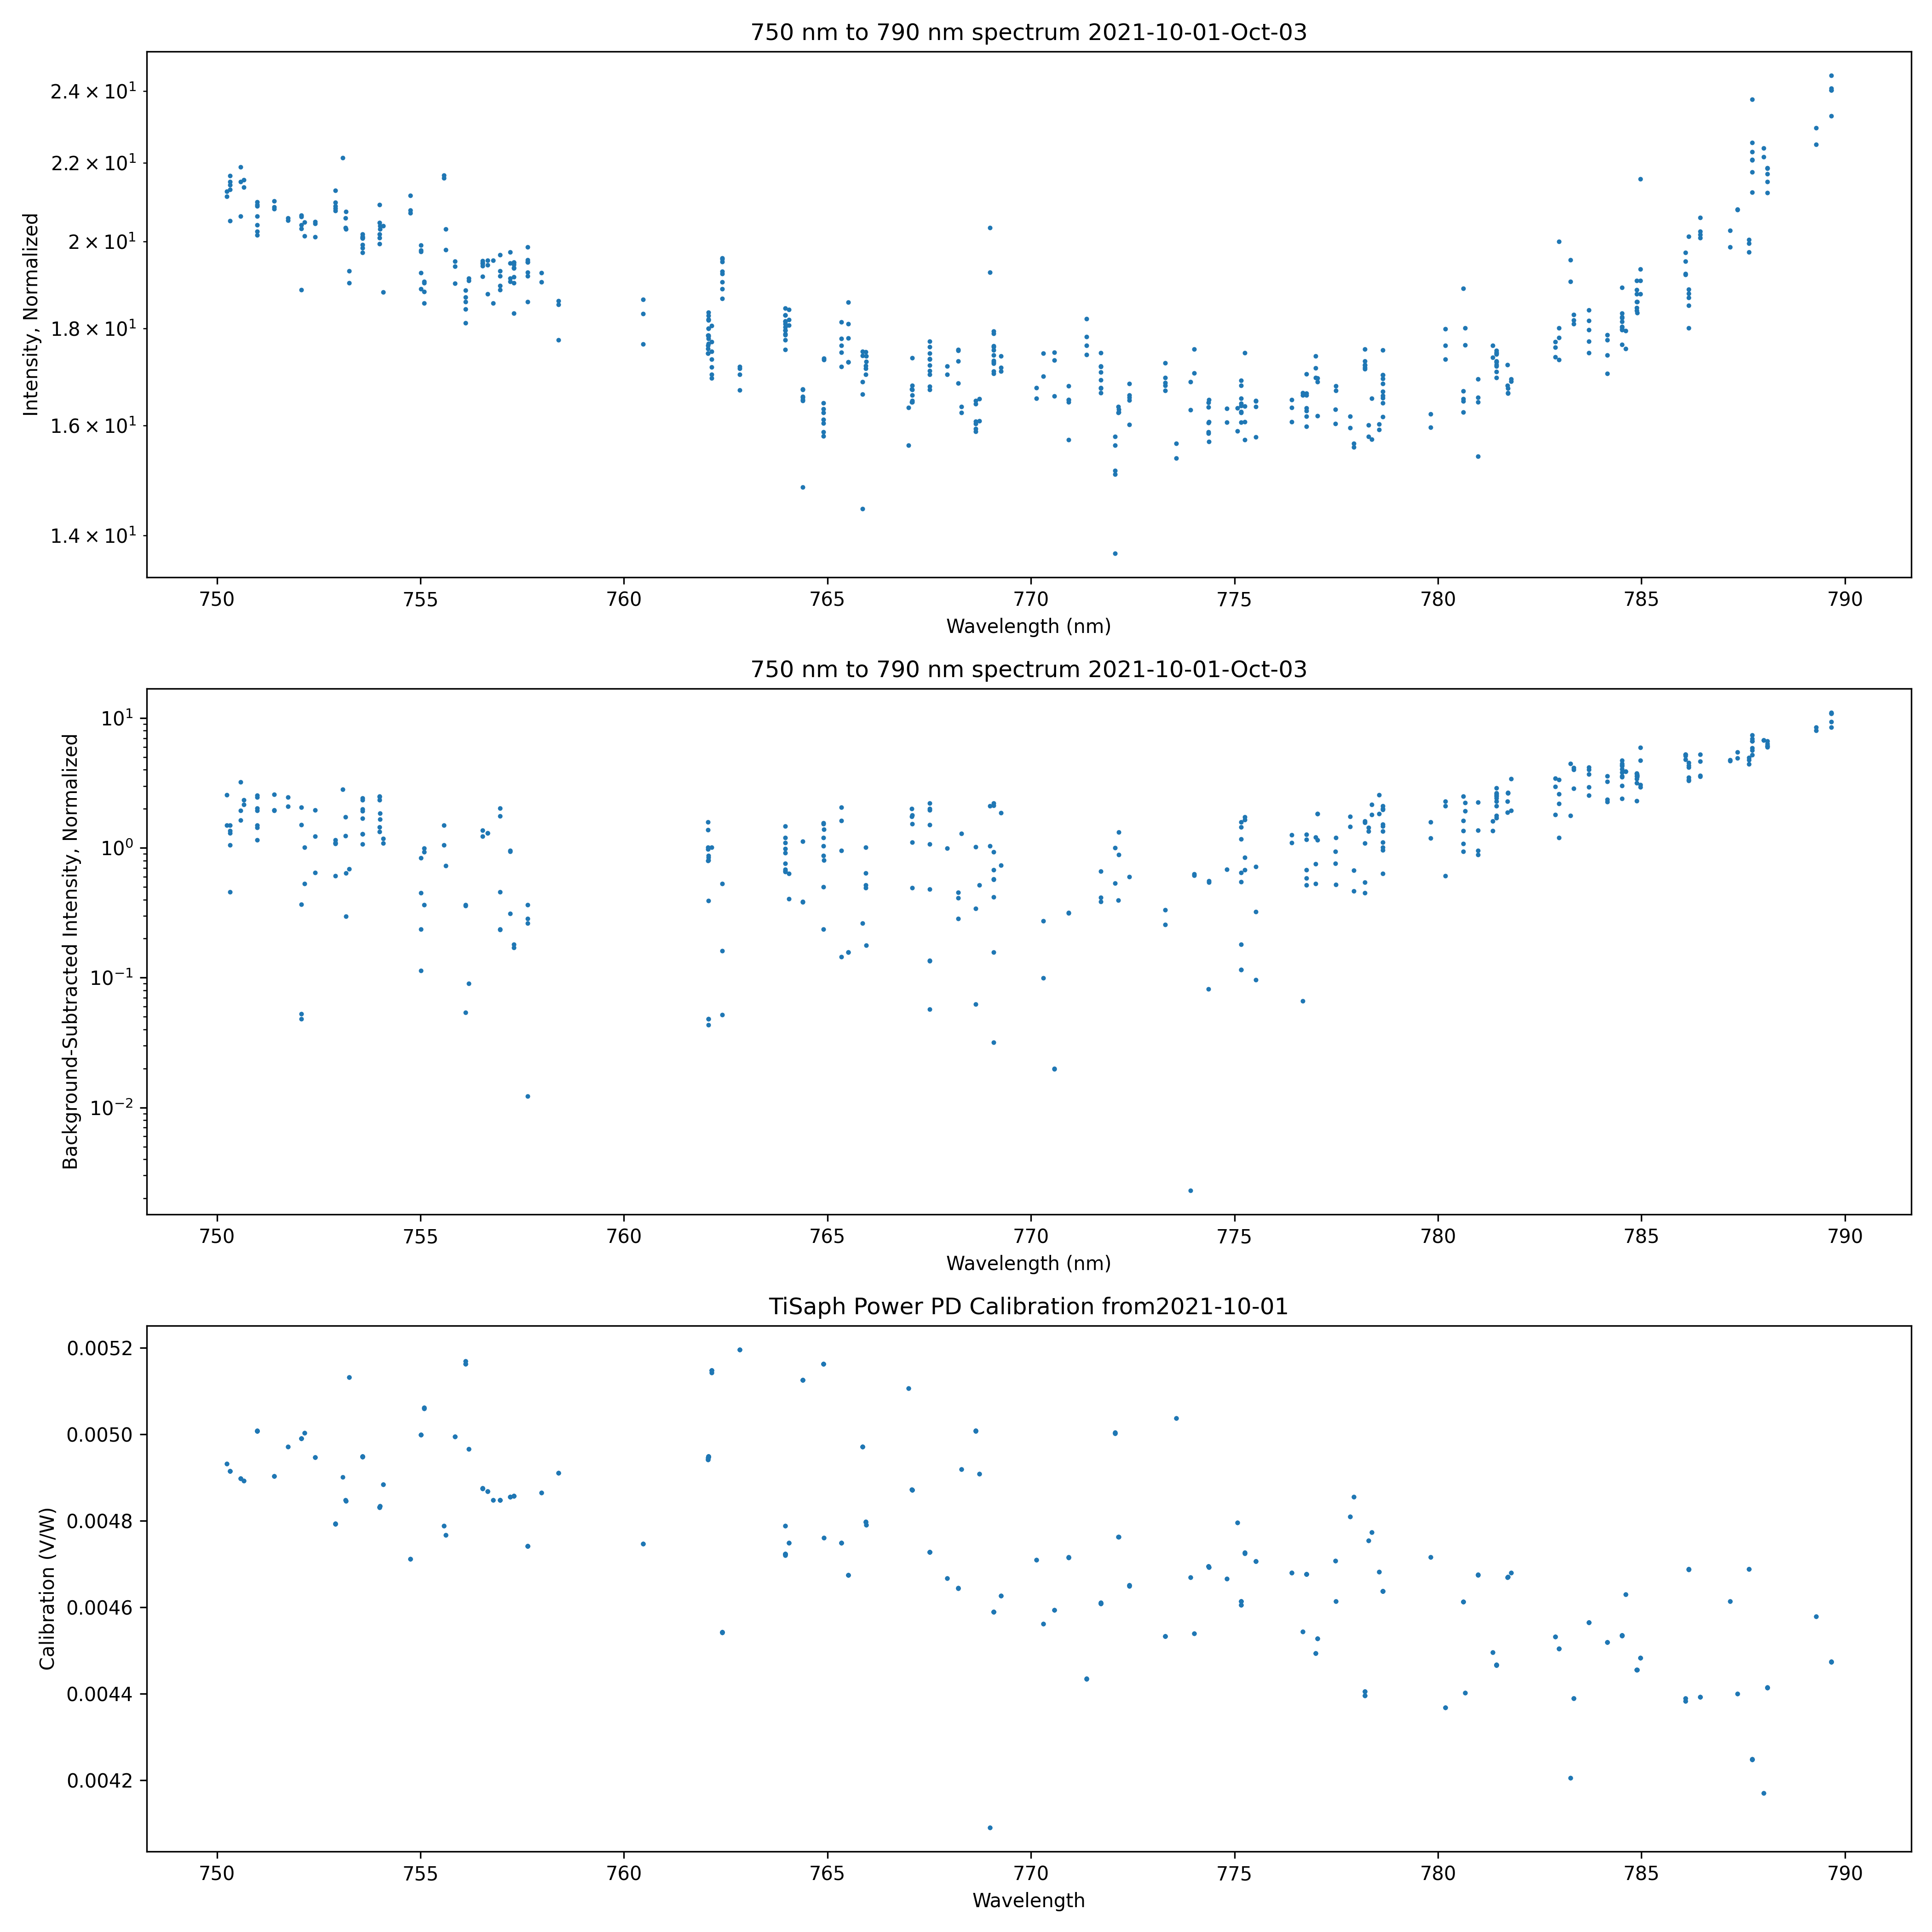 750 nm to 790 nm spectrum 2021-10-01-Oct-03
Intensity, Normalized
2.4 × 10¹
2.2 × 10¹
2 × 10¹
1.8 × 10¹
1.6 × 10¹
1.4 × 10¹
750 755 760 765 770 775 780 785 790
Wavelength (nm)
750 nm to 790 nm spectrum 2021-10-01-Oct-03
Background-Subtracted Intensity, Normalized
10¹
10⁰
10⁻¹
10⁻²
750 755 760 765 770 775 780 785 790
Wavelength (nm)
TiSaph Power PD Calibration from2021-10-01
Calibration (V/W)
0.0052
0.0050
0.0048
0.0046
0.0044
0.0042
750 755 760 765 770 775 780 785 790
Wavelength